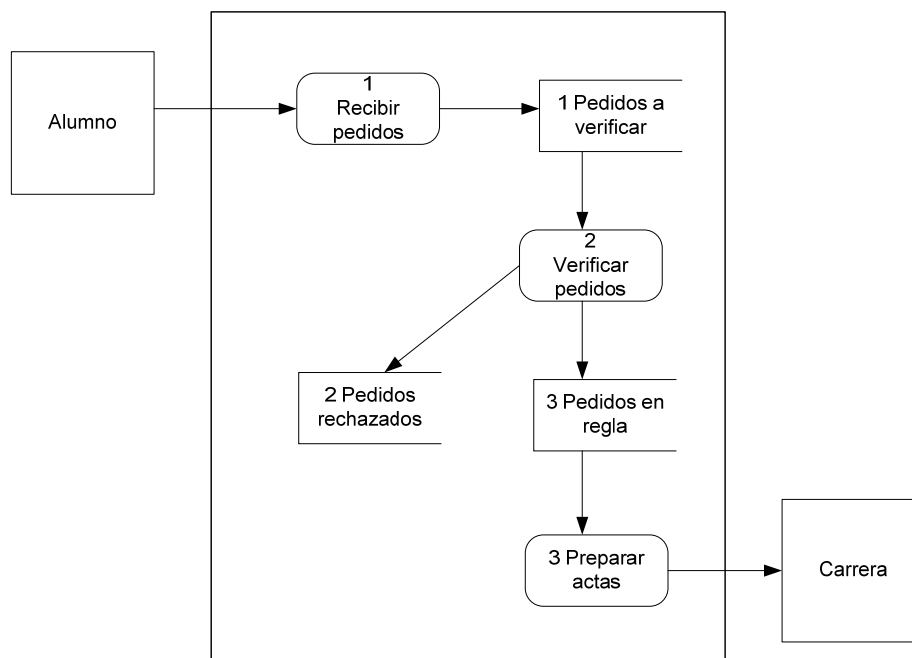 Alumno
1
Recibir
pedidos
1 Pedidos a
verificar
2
Verificar
pedidos
2 Pedidos
rechazados
3 Pedidos en
regla
3 Preparar
actas
Carrera